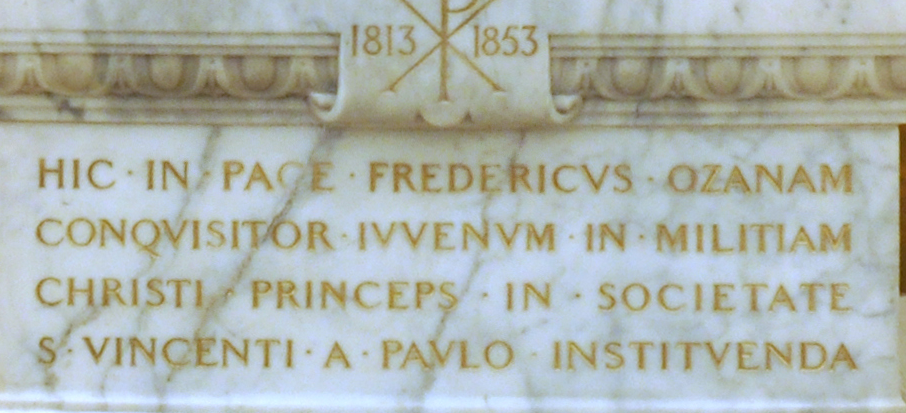 1813 ☧ 1853
HIC · IN · PACE · FREDERICVS · OZANAM
CONQVISITOR · IVVENVM · IN · MILITIAM
CHRISTI · PRINCEPS · IN · SOCIETATE
S · VINCENTI · A · PAVLO · INSTITVENDA